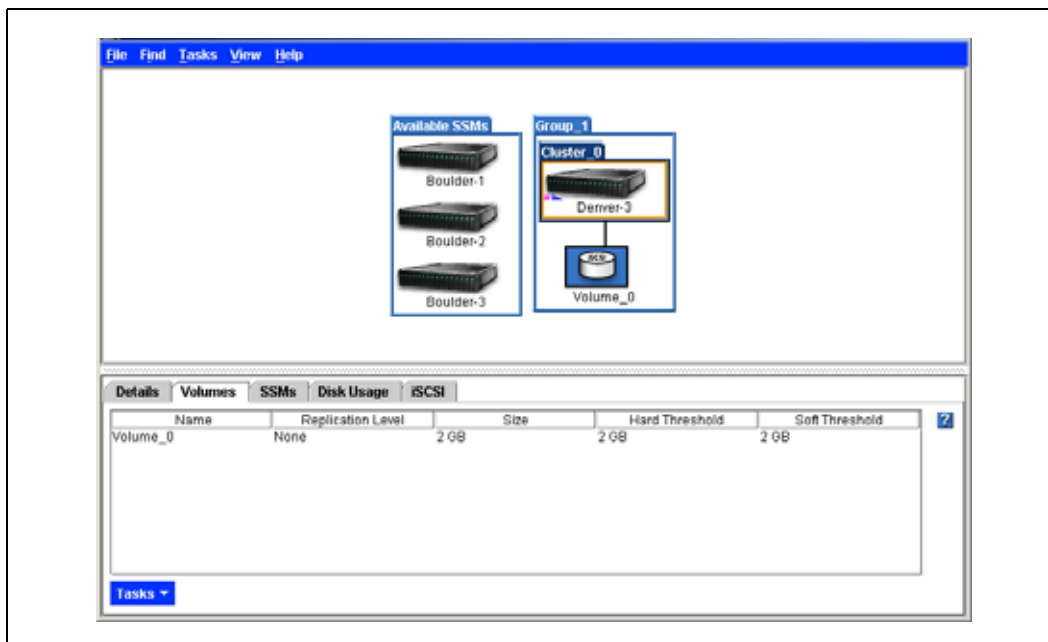 File Find Tasks View Help
Available SSMs
Boulder-1
Boulder-2
Boulder-3
Group_1
Cluster_0
Denver-3
Volume_0
Details Volumes SSMs Disk Usage iSCSI
Name Replication Level Size Hard Threshold Soft Threshold
Volume_0 None 2 GB 2 GB 2 GB
?
Tasks